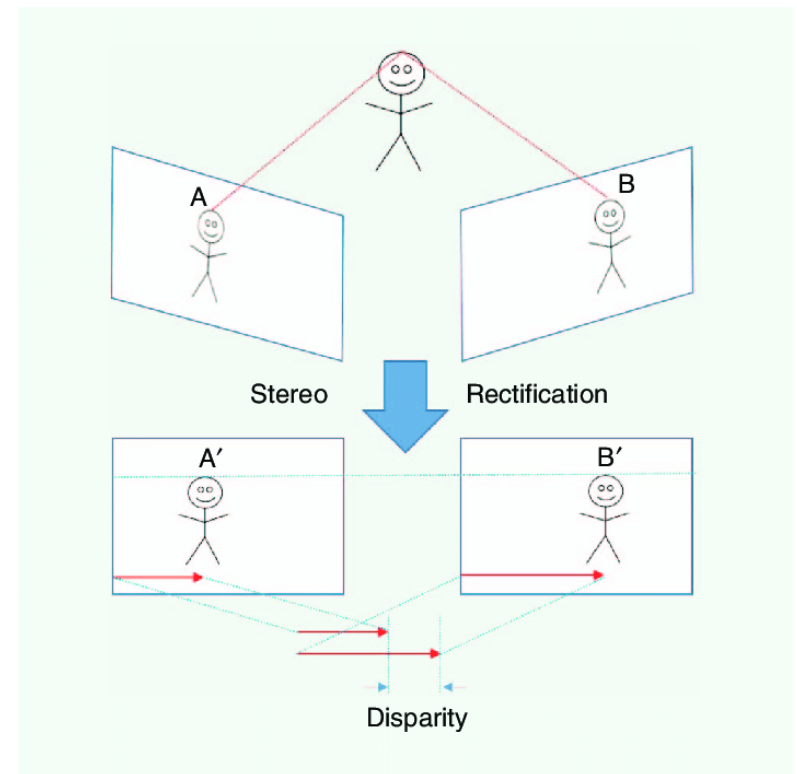 A
B
Stereo Rectification
A′
B′
Disparity